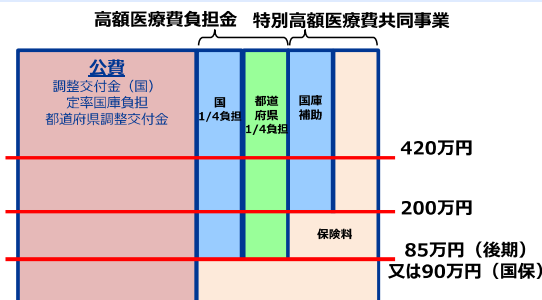 高額医療費負担金 特別高額医療費共同事業
公費
調整交付金（国）
定率国庫負担
都道府県調整交付金
国
1/4負担
都道
府県
1/4負担
国庫
補助
420万円
200万円
保険料
85万円（後期）
又は90万円（国保）